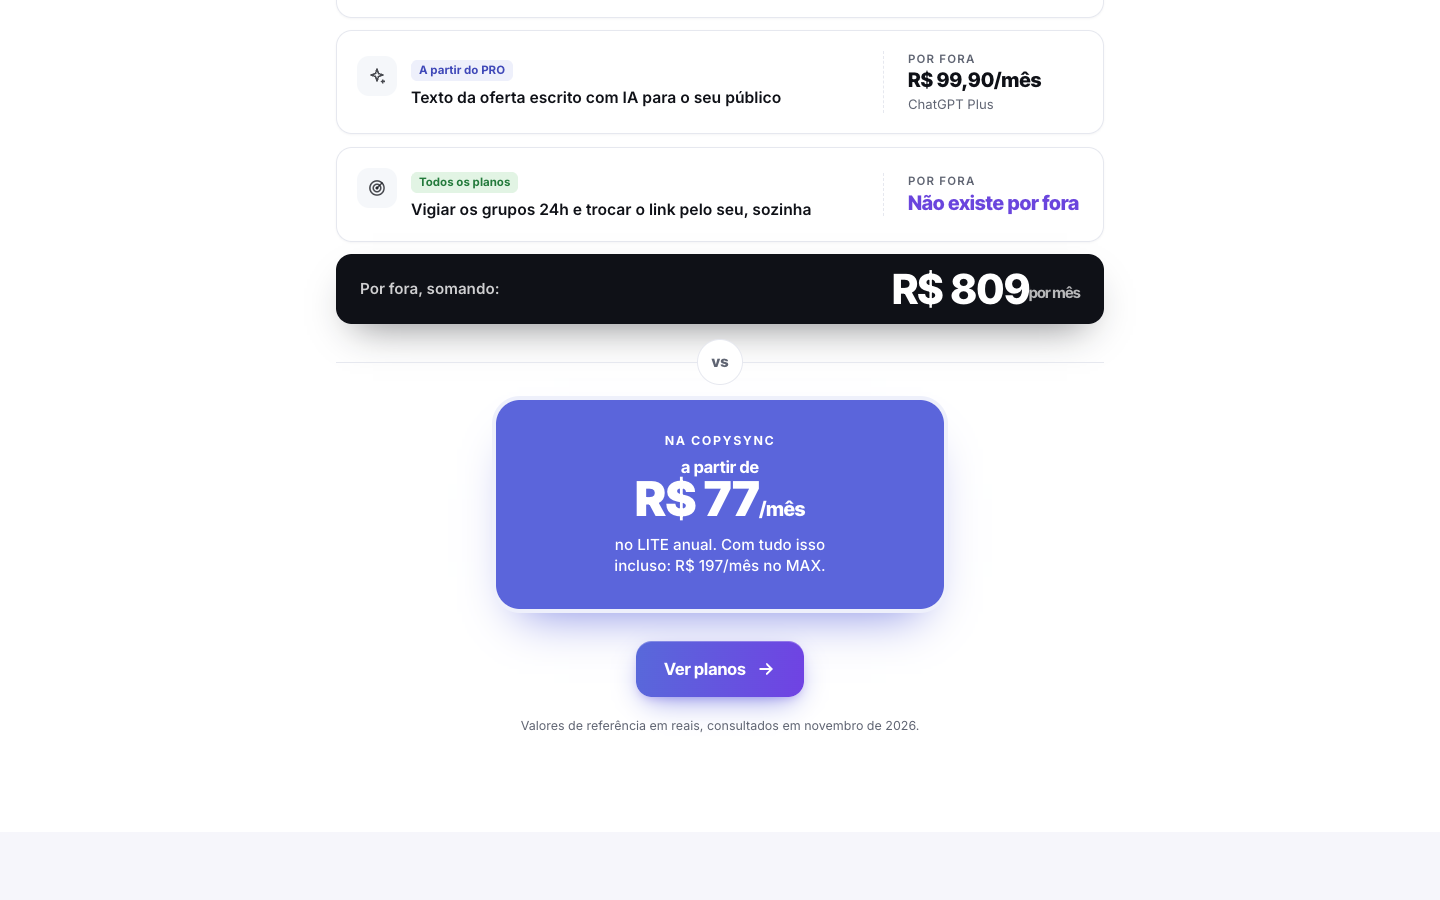 A partir do PRO
Texto da oferta escrito com IA para o seu público
POR FORA
R$ 99,90/mês
ChatGPT Plus
Todos os planos
Vigiar os grupos 24h e trocar o link pelo seu, sozinha
POR FORA
Não existe por fora
Por fora, somando:
R$ 809por mês
vs
NA COPYSYNC
a partir de
R$ 77/mês
no LITE anual. Com tudo isso
incluso: R$ 197/mês no MAX.
Ver planos →
Valores de referência em reais, consultados em novembro de 2026.